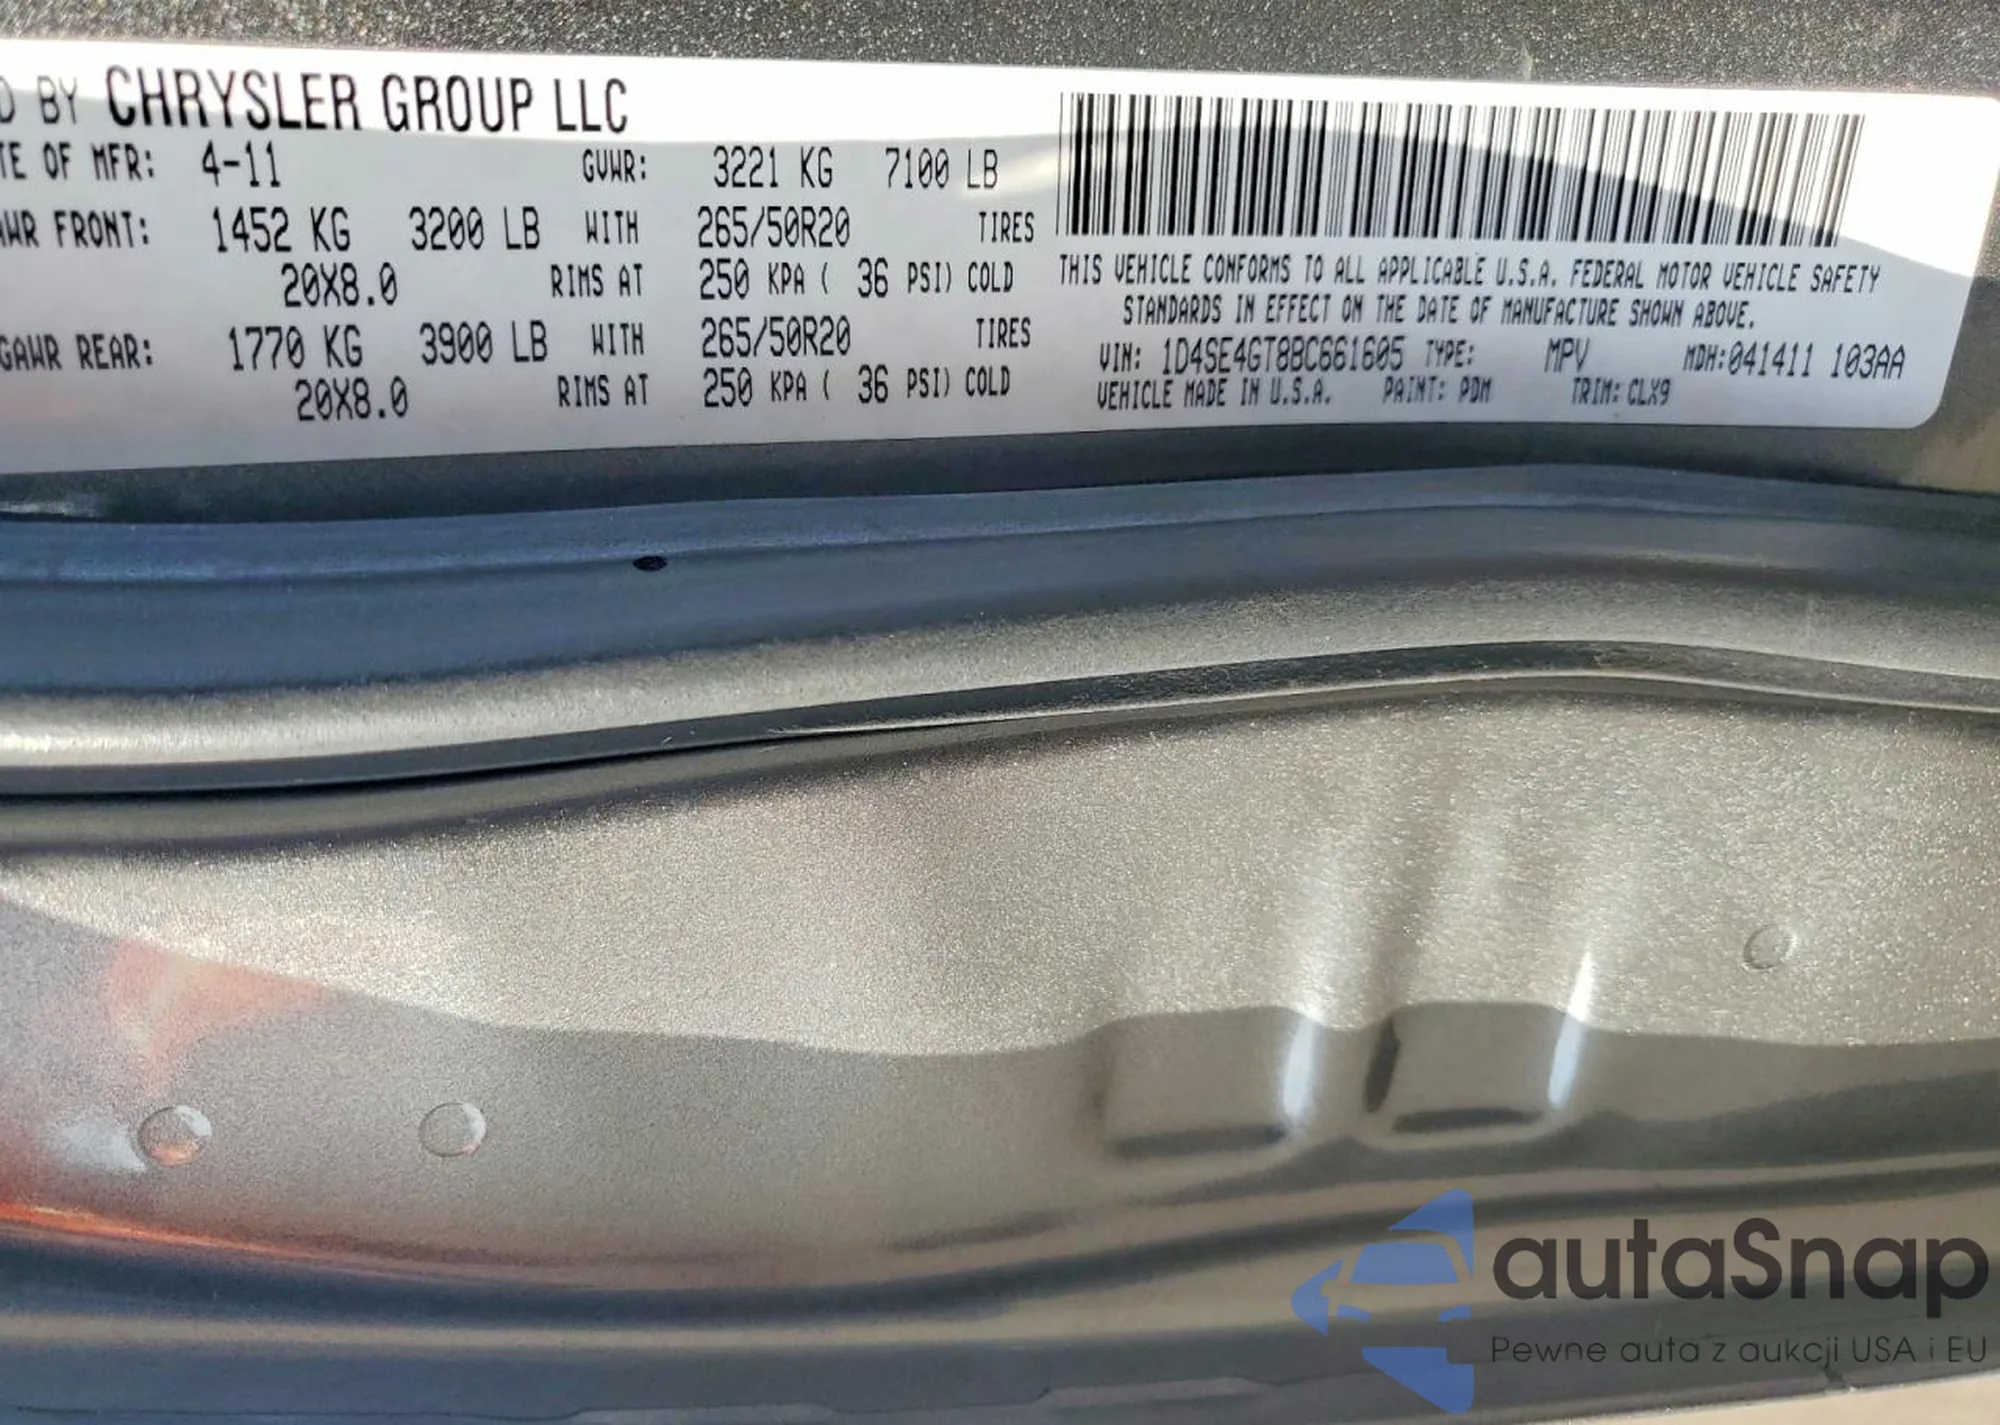 D BY CHRYSLER GROUP LLC
TE OF MFR: 4-11 GVWR: 3221 KG 7100 LB
AWR FRONT: 1452 KG 3200 LB WITH 265/50R20 TIRES
20X8.0 RIMS AT 250 KPA ( 36 PSI) COLD
GAWR REAR: 1770 KG 3900 LB WITH 265/50R20 TIRES
20X8.0 RIMS AT 250 KPA ( 36 PSI) COLD
THIS VEHICLE CONFORMS TO ALL APPLICABLE U.S.A. FEDERAL MOTOR VEHICLE SAFETY
STANDARDS IN EFFECT ON THE DATE OF MANUFACTURE SHOWN ABOVE.
VIN: 1D4SE4GT8BC661605 TYPE: MPV MDH:041411 103AA
VEHICLE MADE IN U.S.A. PAINT: PDM TRIM: CLX9
autaSnap
Pewne auta z aukcji USA i EU